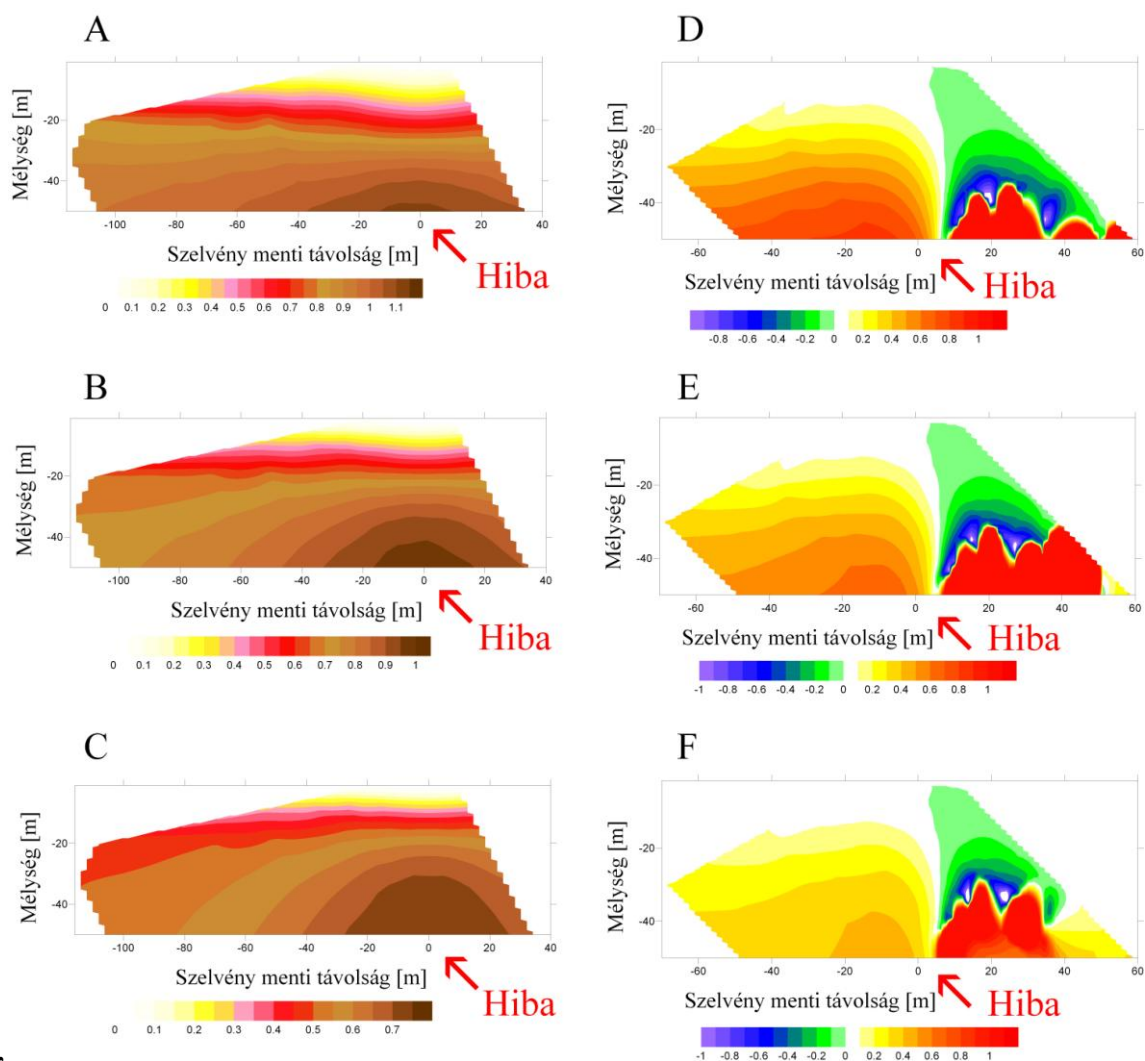 A
Mélység [m]
-20
-40
-100 -80 -60 -40 -20 0 20 40
Szelvény menti távolság [m]
Hiba
0 0.1 0.2 0.3 0.4 0.5 0.6 0.7 0.8 0.9 1 1.1
D
Mélység [m]
-20
-40
-60 -40 -20 0 20 40 60
Szelvény menti távolság [m]
Hiba
-0.8 -0.6 -0.4 -0.2 0 0.2 0.4 0.6 0.8 1
B
Mélység [m]
-20
-40
-100 -80 -60 -40 -20 0 20 40
Szelvény menti távolság [m]
Hiba
0 0.1 0.2 0.3 0.4 0.5 0.6 0.7 0.8 0.9 1
E
Mélység [m]
-20
-40
-60 -40 -20 0 20 40 60
Szelvény menti távolság [m]
Hiba
-1 -0.8 -0.6 -0.4 -0.2 0 0.2 0.4 0.6 0.8 1
C
Mélység [m]
-20
-40
-100 -80 -60 -40 -20 0 20 40
Szelvény menti távolság [m]
Hiba
0 0.1 0.2 0.3 0.4 0.5 0.6 0.7
F
Mélység [m]
-20
-40
-60 -40 -20 0 20 40 60
Szelvény menti távolság [m]
Hiba
-1 -0.8 -0.6 -0.4 -0.2 0 0.2 0.4 0.6 0.8 1